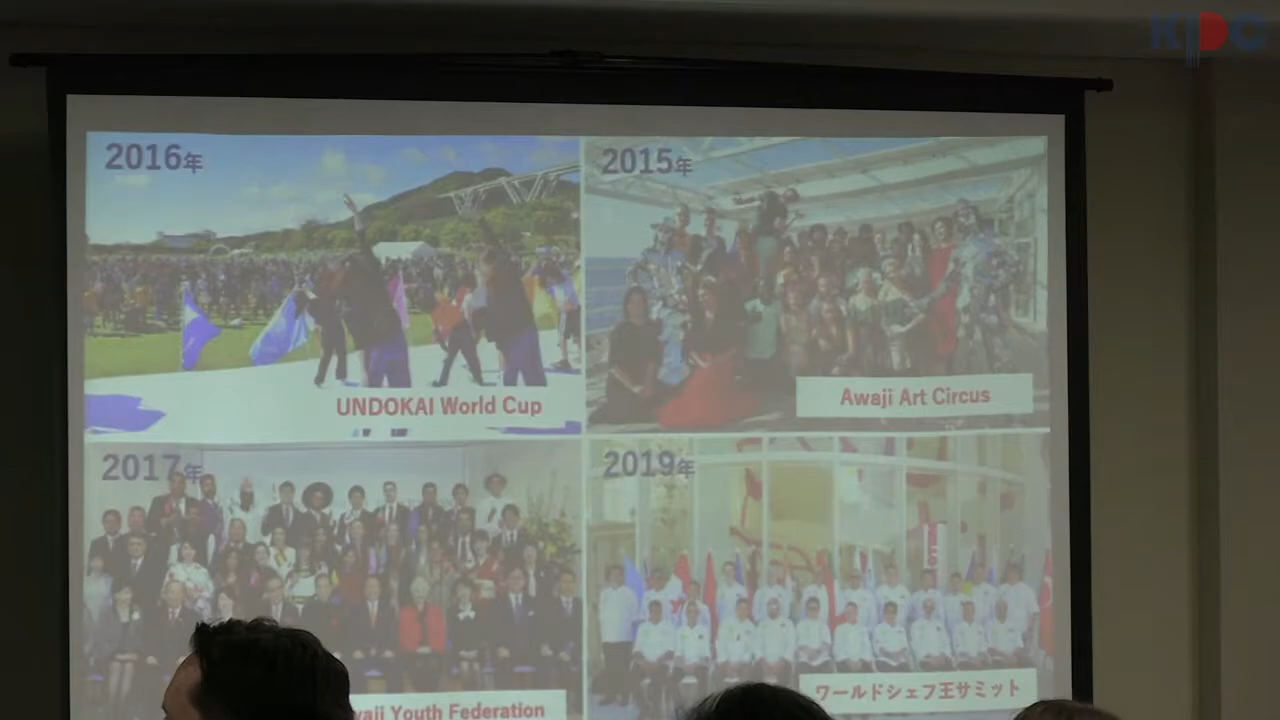 KPC
2016年
2015年
UNDOKAI World Cup
Awaji Art Circus
2017年
2019年
waji Youth Federation
ワールドシェフ王サミット